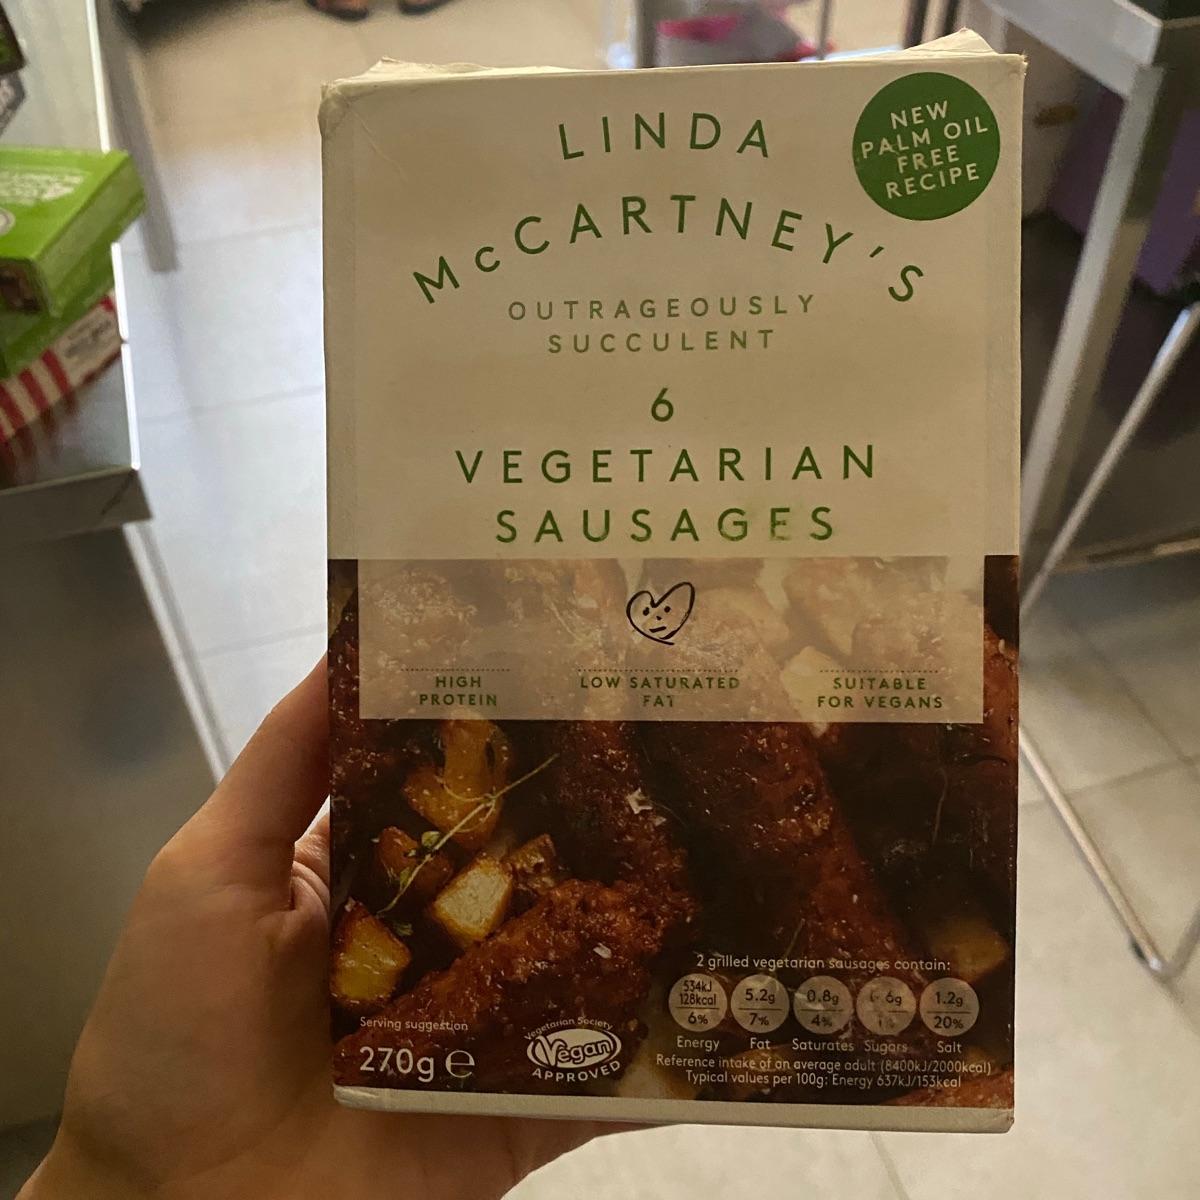 LINDA
McCARTNEY'S
NEW
PALM OIL
FREE
RECIPE
OUTRAGEOUSLY
SUCCULENT
6
VEGETARIAN
SAUSAGES
HIGH
PROTEIN
LOW SATURATED
FAT
SUITABLE
FOR VEGANS
2 grilled vegetarian sausages contain:
534kJ
128kcal
6%
Energy
5.2g
7%
Fat
0.8g
4%
Saturates
6g
Sugars
1.2g
20%
Salt
Reference intake of an average adult (8400kJ/2000kcal)
Typical values per 100g: Energy 637kJ/153kcal
Serving suggestion
270g e
Vegetarian Society
Vegan
APPROVED